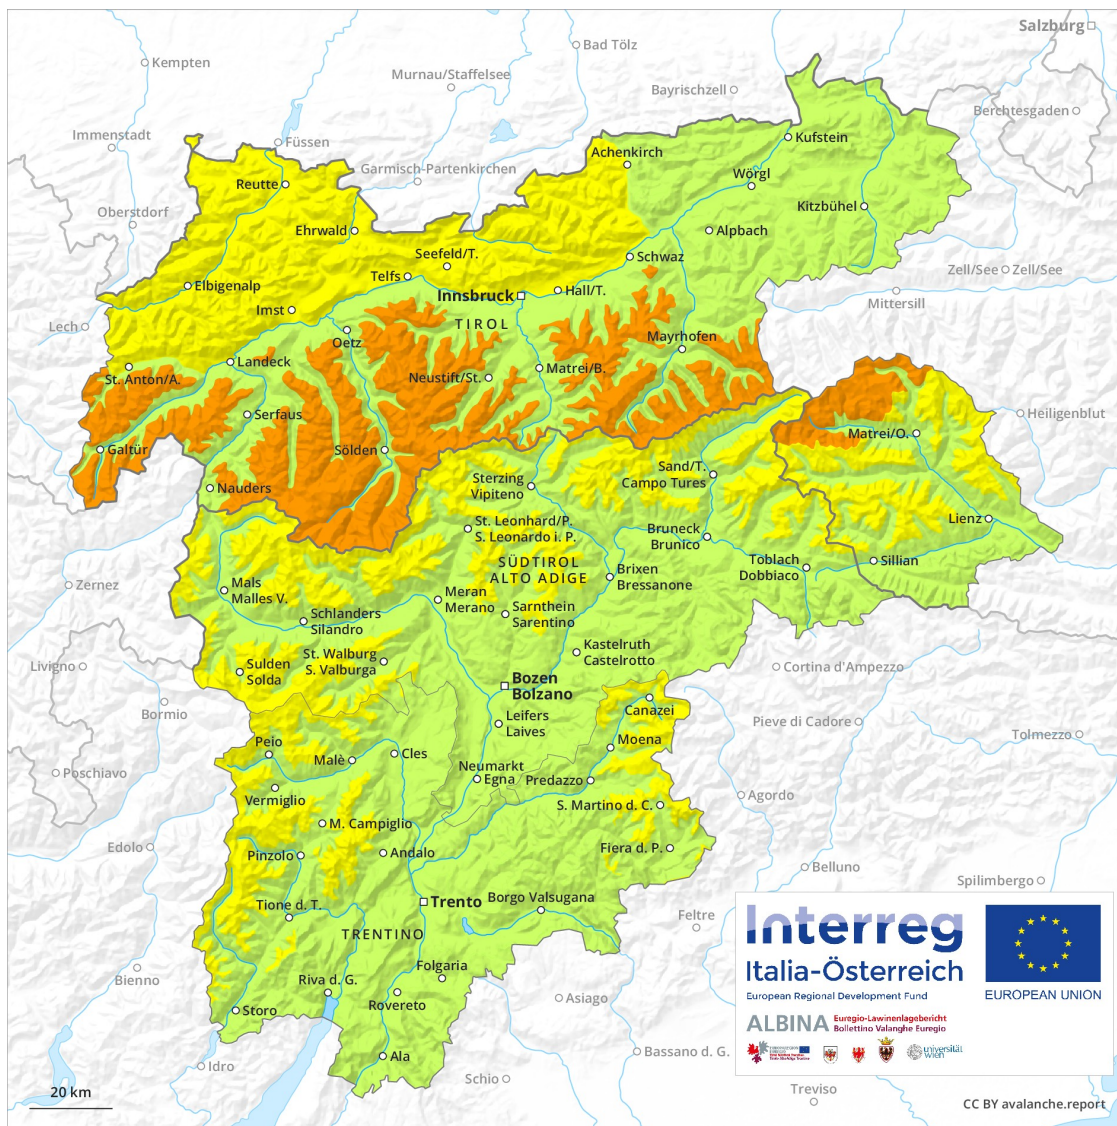 Salzburg
Bad Tölz
Kempten
Murnau/Staffelsee
Bayrischzell
Berchtesgaden
Immenstadt
Füssen
Kufstein
Achenkirch
Garmisch-Partenkirchen
Wörgl
Reutte
Oberstdorf
Kitzbühel
Ehrwald
Alpbach
Seefeld/T.
Schwaz
Telfs
Zell/See
Zell/See
Elbigenalp
Innsbruck
Hall/T.
Mittersill
Imst
Lech
TIROL
Oetz
Mayrhofen
Landeck
Matrei/B.
St. Anton/A.
Neustift/St.
Serfaus
Heiligenblut
Matrei/O.
Galtür
Sölden
Sterzing
Vipiteno
Sand/T.
Campo Tures
Nauders
St. Leonhard/P.
S. Leonardo i. P.
Bruneck
Brunico
Lienz
SÜDTIROL
ALTO ADIGE
Toblach
Dobbiaco
Sillian
Brixen
Bressanone
Zernez
Mals
Malles V.
Meran
Merano
Sarnthein
Sarentino
Schlanders
Silandro
Kastelruth
Castelrotto
St. Walburg
S. Valburga
Livigno
Sulden
Solda
Cortina d'Ampezzo
Bozen
Bolzano
Bormio
Canazei
Leifers
Laives
Pieve di Cadore
Tolmezzo
Peio
Moena
Malè
Cles
Poschiavo
Neumarkt
Egna
Predazzo
Vermiglio
Agordo
S. Martino d. C.
M. Campiglio
Edolo
Pinzolo
Andalo
Fiera d. P.
Belluno
Spilimbergo
Tione d. T.
Trento
Borgo Valsugana
Feltre
TRENTINO
Folgaria
Bienno
Riva d. G.
Asiago
Rovereto
Storo
Ala
Bassano d. G.
Idro
Schio
Treviso
20 km
Interreg
Italia-Österreich
European Regional Development Fund
EUROPEAN UNION
ALBINA
Euregio-Lawinenlagebericht
Bollettino Valanghe Euregio
universität
wien
CC BY avalanche.report